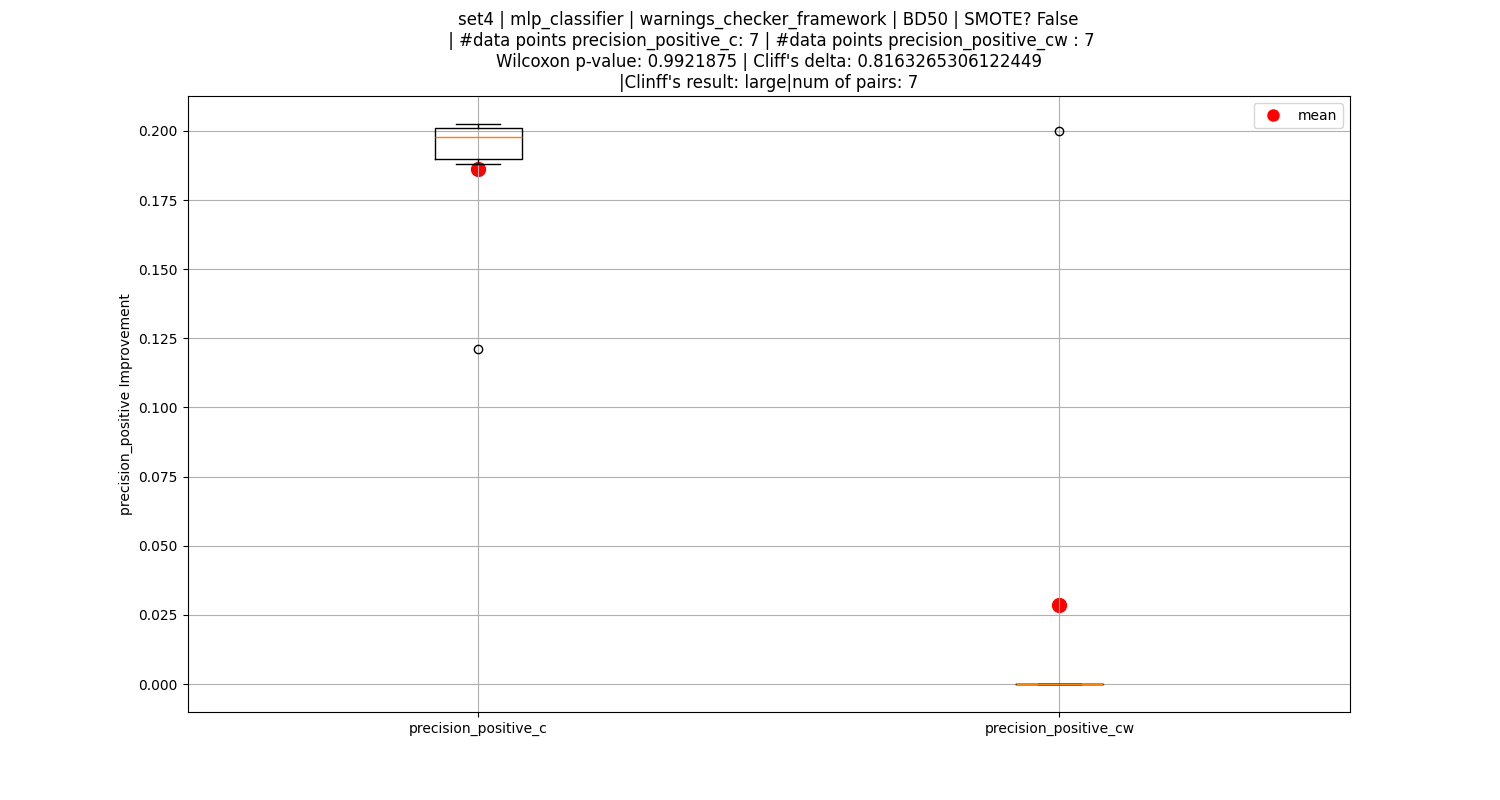 set4 | mlp_classifier | warnings_checker_framework | BD50 | SMOTE? False
| #data points precision_positive_c: 7 | #data points precision_positive_cw : 7
Wilcoxon p-value: 0.9921875 | Cliff's delta: 0.8163265306122449
|Clinff's result: large|num of pairs: 7
mean
precision_positive Improvement
0.200
0.175
0.150
0.125
0.100
0.075
0.050
0.025
0.000
precision_positive_c
precision_positive_cw